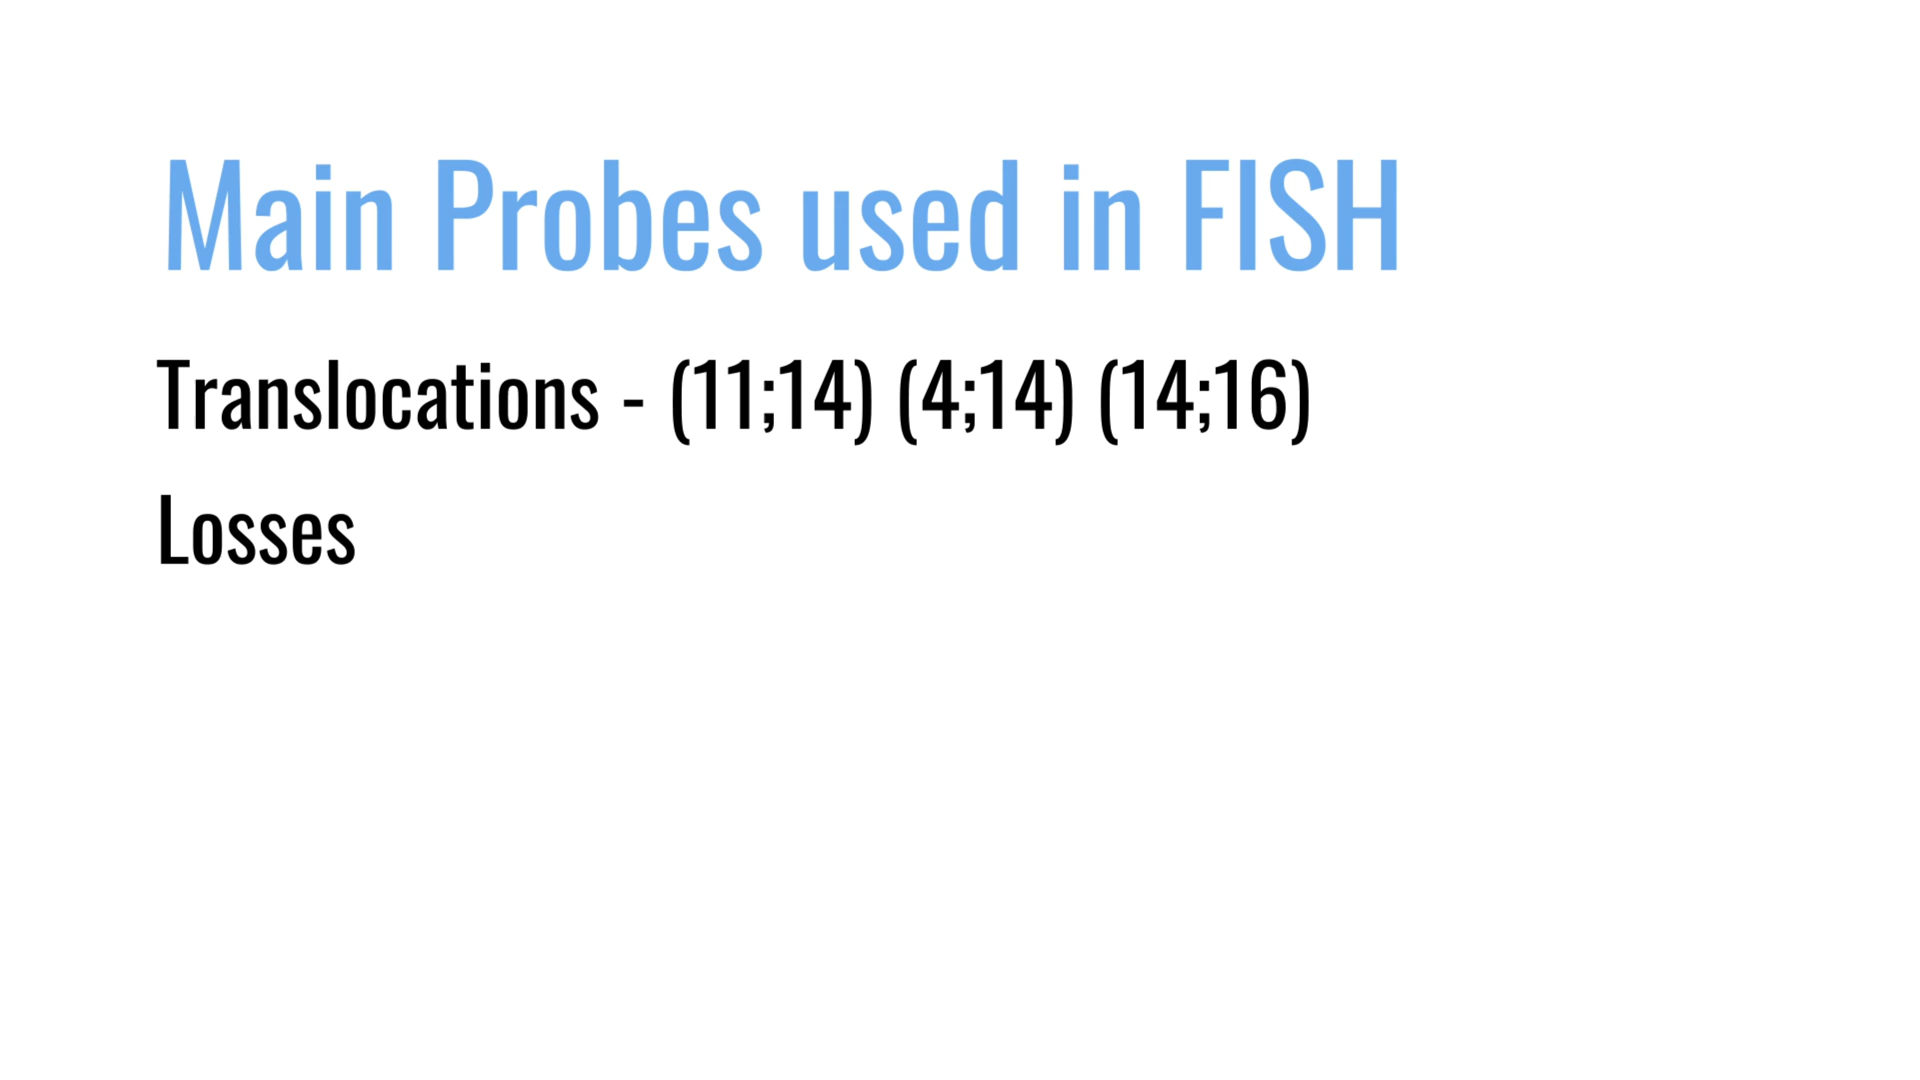 Main Probes used in FISH
Translocations - (11;14) (4;14) (14;16)
Losses